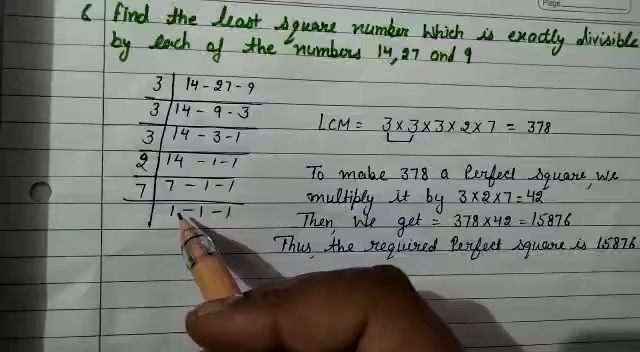 Page
6 Find the least square number which is exactly divisible
by each of the numbers 14, 27 and 9
3 | 14 - 27 - 9
3 | 14 - 9 - 3
3 | 14 - 3 - 1
2 | 14 - 1 - 1
7 | 7 - 1 - 1
1 - 1 - 1
LCM = 3 × 3 × 3 × 2 × 7 = 378
To make 378 a Perfect square, we
multiply it by 3×2×7 = 42
Then, We get = 378 × 42 = 15876
Thus, the required Perfect square is 15876